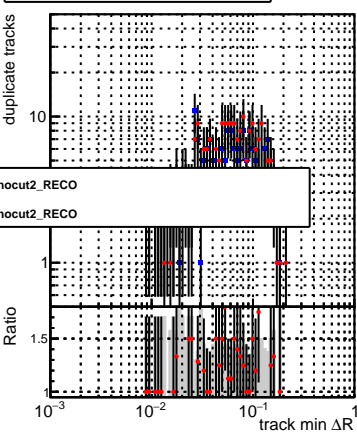 duplicate tracks
10
nocut2_RECO
nocut2_RECO
1
Ratio
1.5
1
10⁻³
10⁻²
10⁻¹
1
track min ΔR